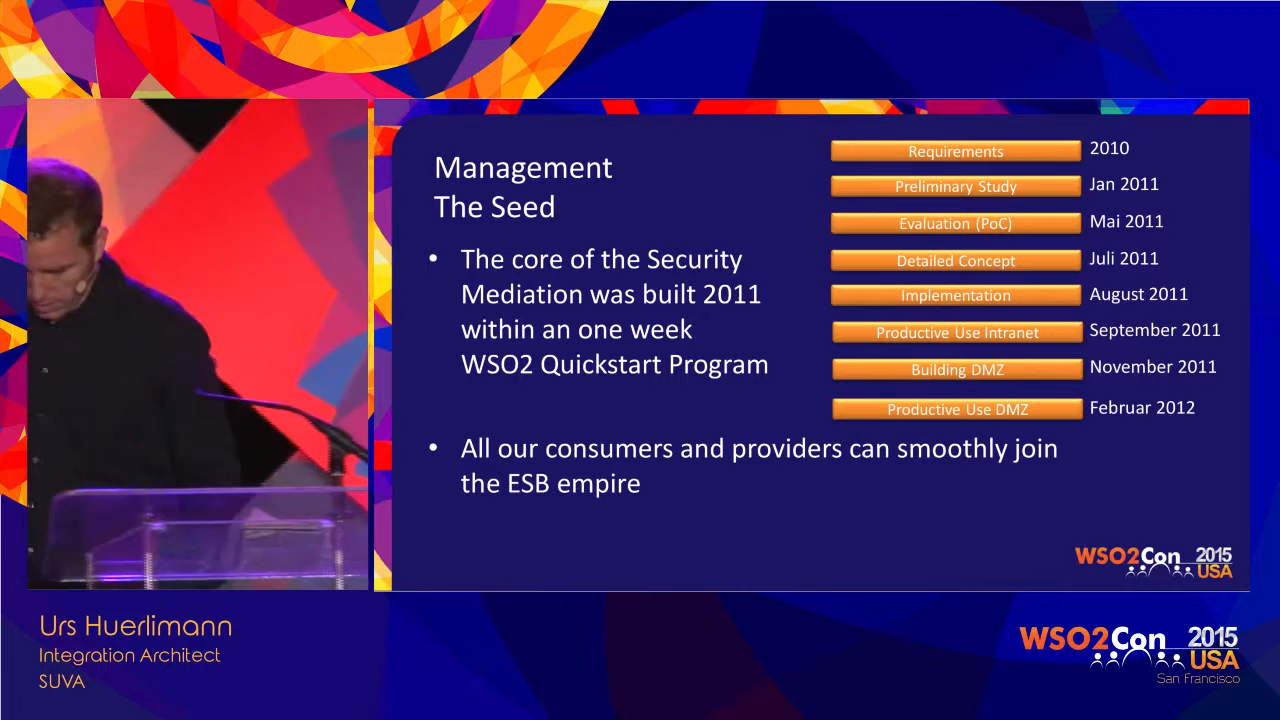 Management
The Seed
• The core of the Security
Mediation was built 2011
within an one week
WSO2 Quickstart Program
• All our consumers and providers can smoothly join
the ESB empire
Requirements 2010
Preliminary Study Jan 2011
Evaluation (PoC) Mai 2011
Detailed Concept Juli 2011
Implementation August 2011
Productive Use Intranet September 2011
Building DMZ November 2011
Productive Use DMZ Februar 2012
WSO2Con 2015
USA
Urs Huerlimann
Integration Architect
SUVA
WSO2Con 2015
USA
San Francisco